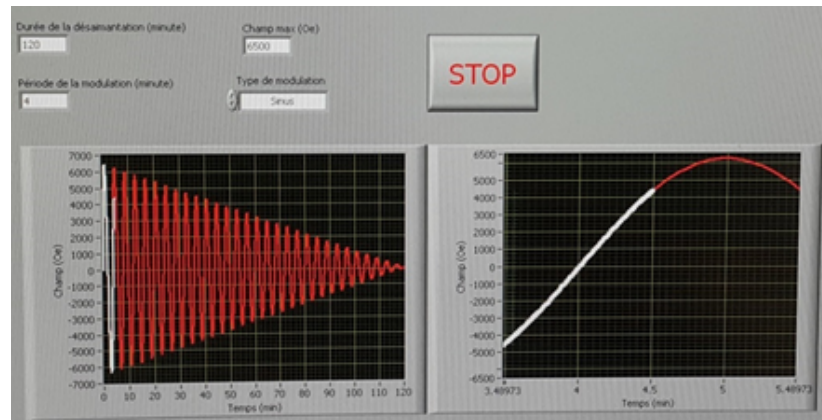 Durée de la désaimantation (minute)
120
Champ max (Oe)
6500
Période de la modulation (minute)
4
Type de modulation
Sinus
STOP
7000
6000
5000
4000
3000
2000
1000
0
-1000
-2000
-3000
-4000
-5000
-6000
-7000
Champ (Oe)
0 10 20 30 40 50 60 70 80 90 100 110 120
Temps (min)
6500
5000
4000
3000
2000
1000
0
-1000
-2000
-3000
-4000
-5000
-6500
Champ (Oe)
3.48973 4 4.5 5 5.48973
Temps (min)